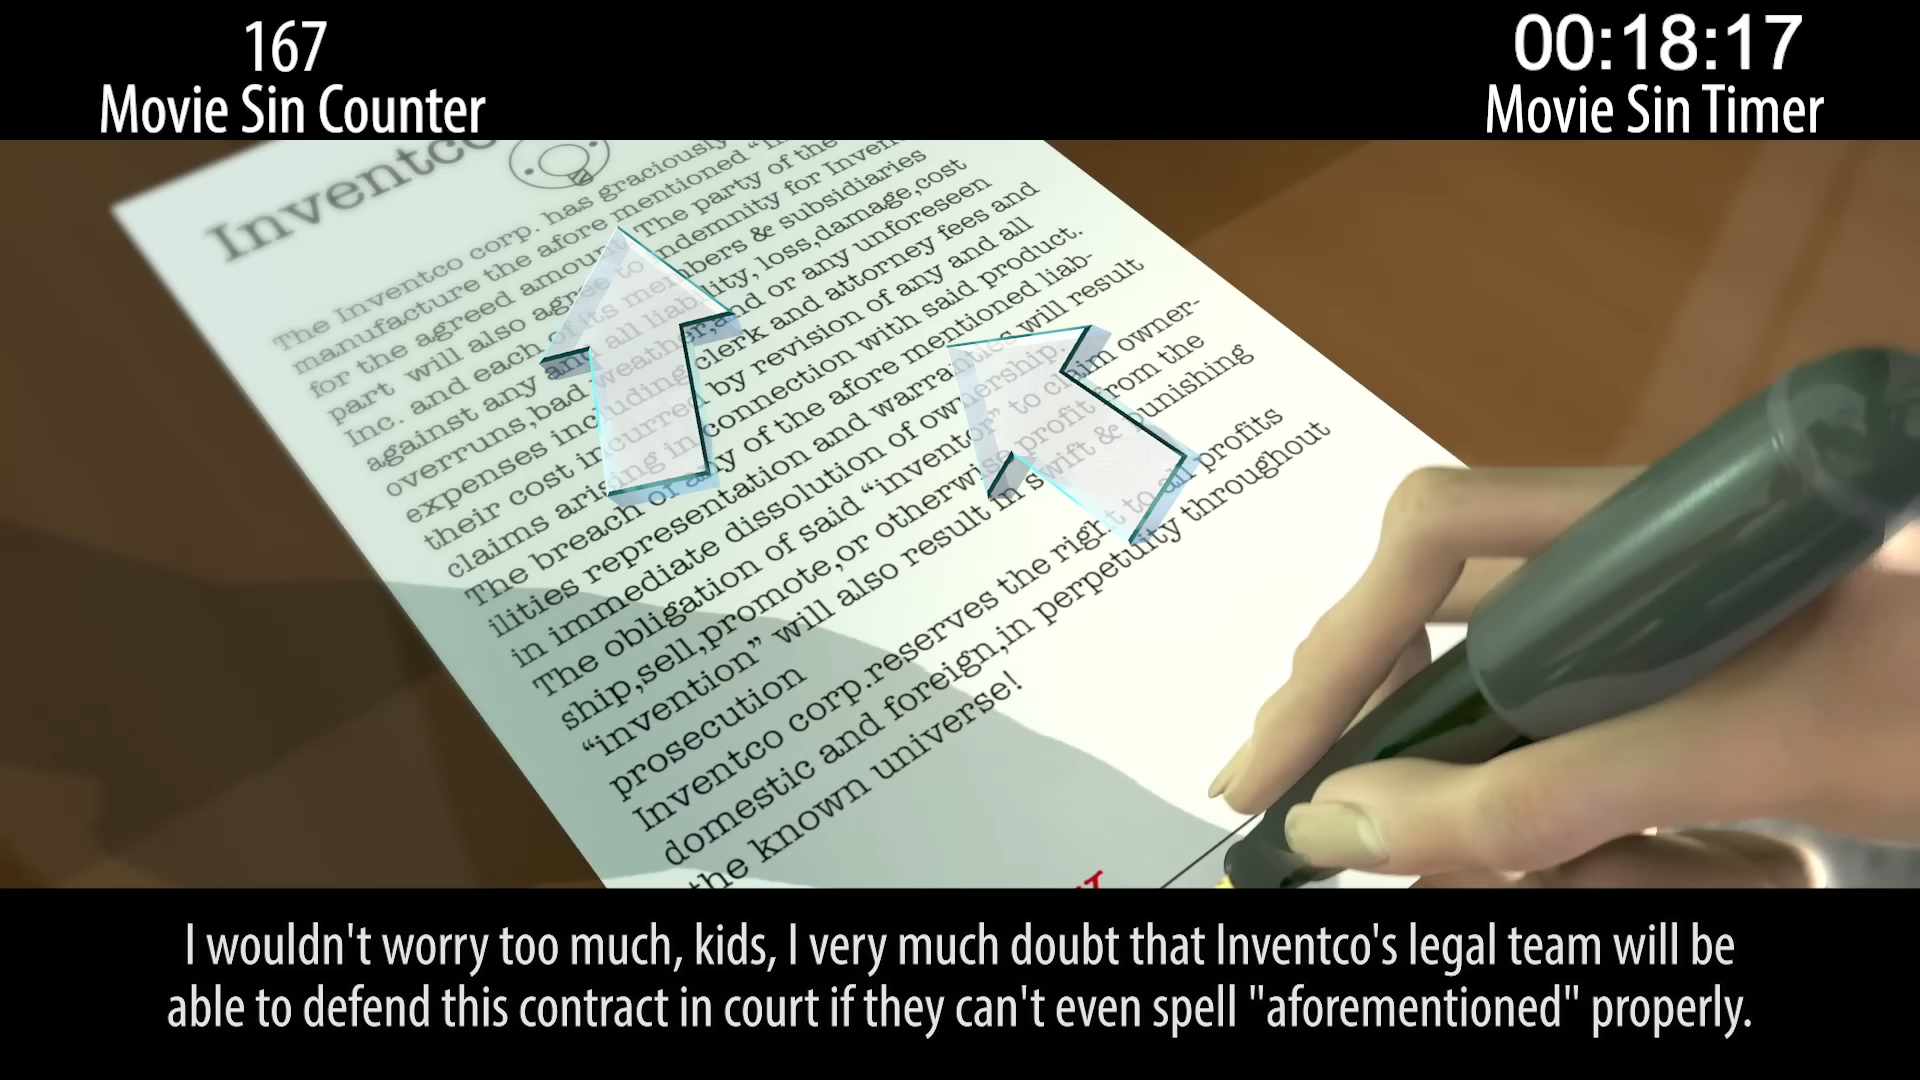 167
Movie Sin Counter
00:18:17
Movie Sin Timer
Inventco
The Inventco corp. has graciously
manufacture the afore mentioned
for the agreed amount. The party of the
part will also agree to indemnity for Inven
Inc. and each of its members & subsidiaries
against any and all liability, loss,damage,cost
overruns,bad weather,and or any unforeseen
expenses including clerk and attorney fees and
their cost incurred by revision of any and all
claims arising in connection with said product.
The breach of any of the afore mentioned liab-
ilities representation and warranties will result
in immediate dissolution of ownership.
The obligation of said “inventor” to claim owner-
ship,sell,promote,or otherwise profit from the
“invention” will also result in swift & punishing
prosecution
Inventco corp.reserves the right to all profits
domestic and foreign,in perpetuity throughout
the known universe!
I wouldn't worry too much, kids, I very much doubt that Inventco's legal team will be
able to defend this contract in court if they can't even spell "aforementioned" properly.